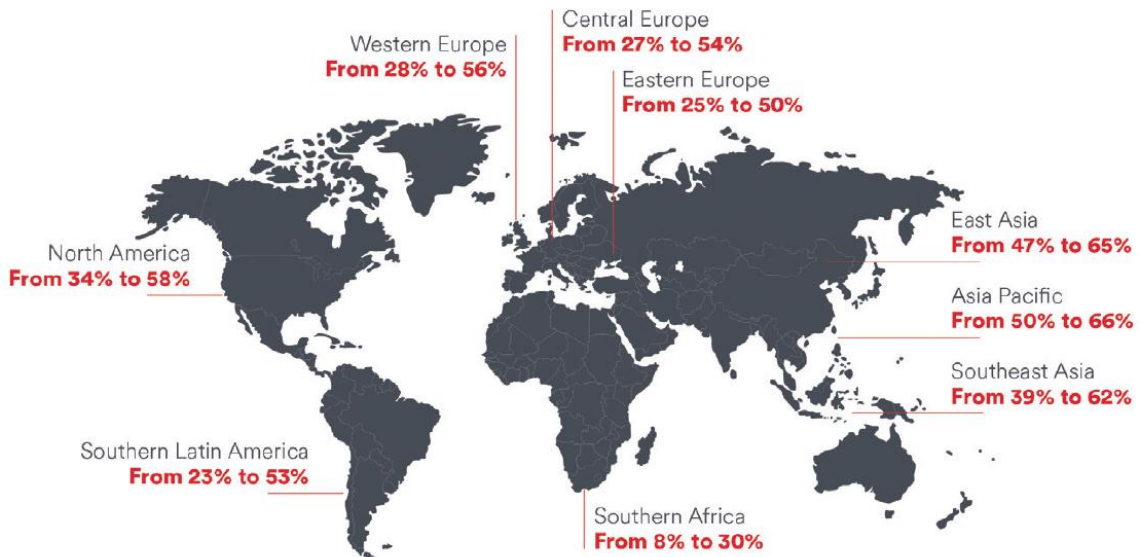 Central Europe
From 27% to 54%
Western Europe
From 28% to 56%
Eastern Europe
From 25% to 50%
East Asia
From 47% to 65%
North America
From 34% to 58%
Asia Pacific
From 50% to 66%
Southeast Asia
From 39% to 62%
Southern Latin America
From 23% to 53%
Southern Africa
From 8% to 30%